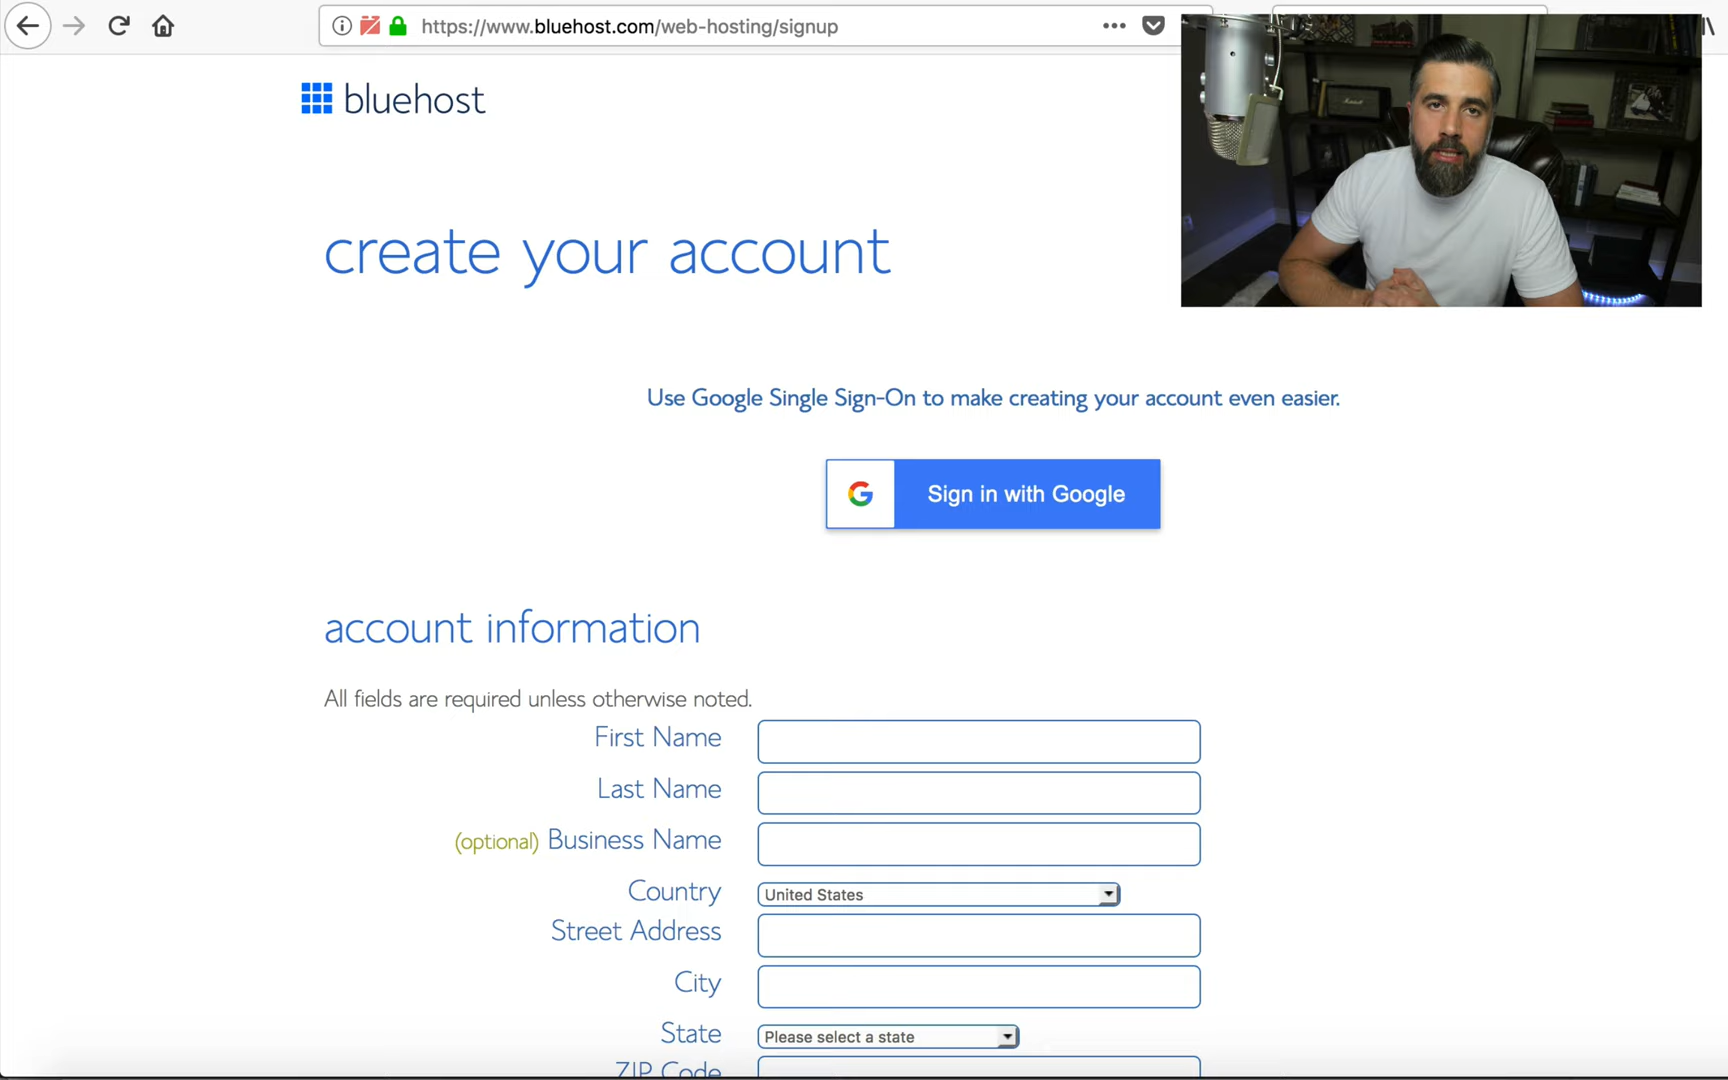 https://www.bluehost.com/web-hosting/signup
bluehost
create your account
Use Google Single Sign-On to make creating your account even easier.
G Sign in with Google
account information
All fields are required unless otherwise noted.
First Name
Last Name
(optional) Business Name
Country United States
Street Address
City
State Please select a state
ZIP Code